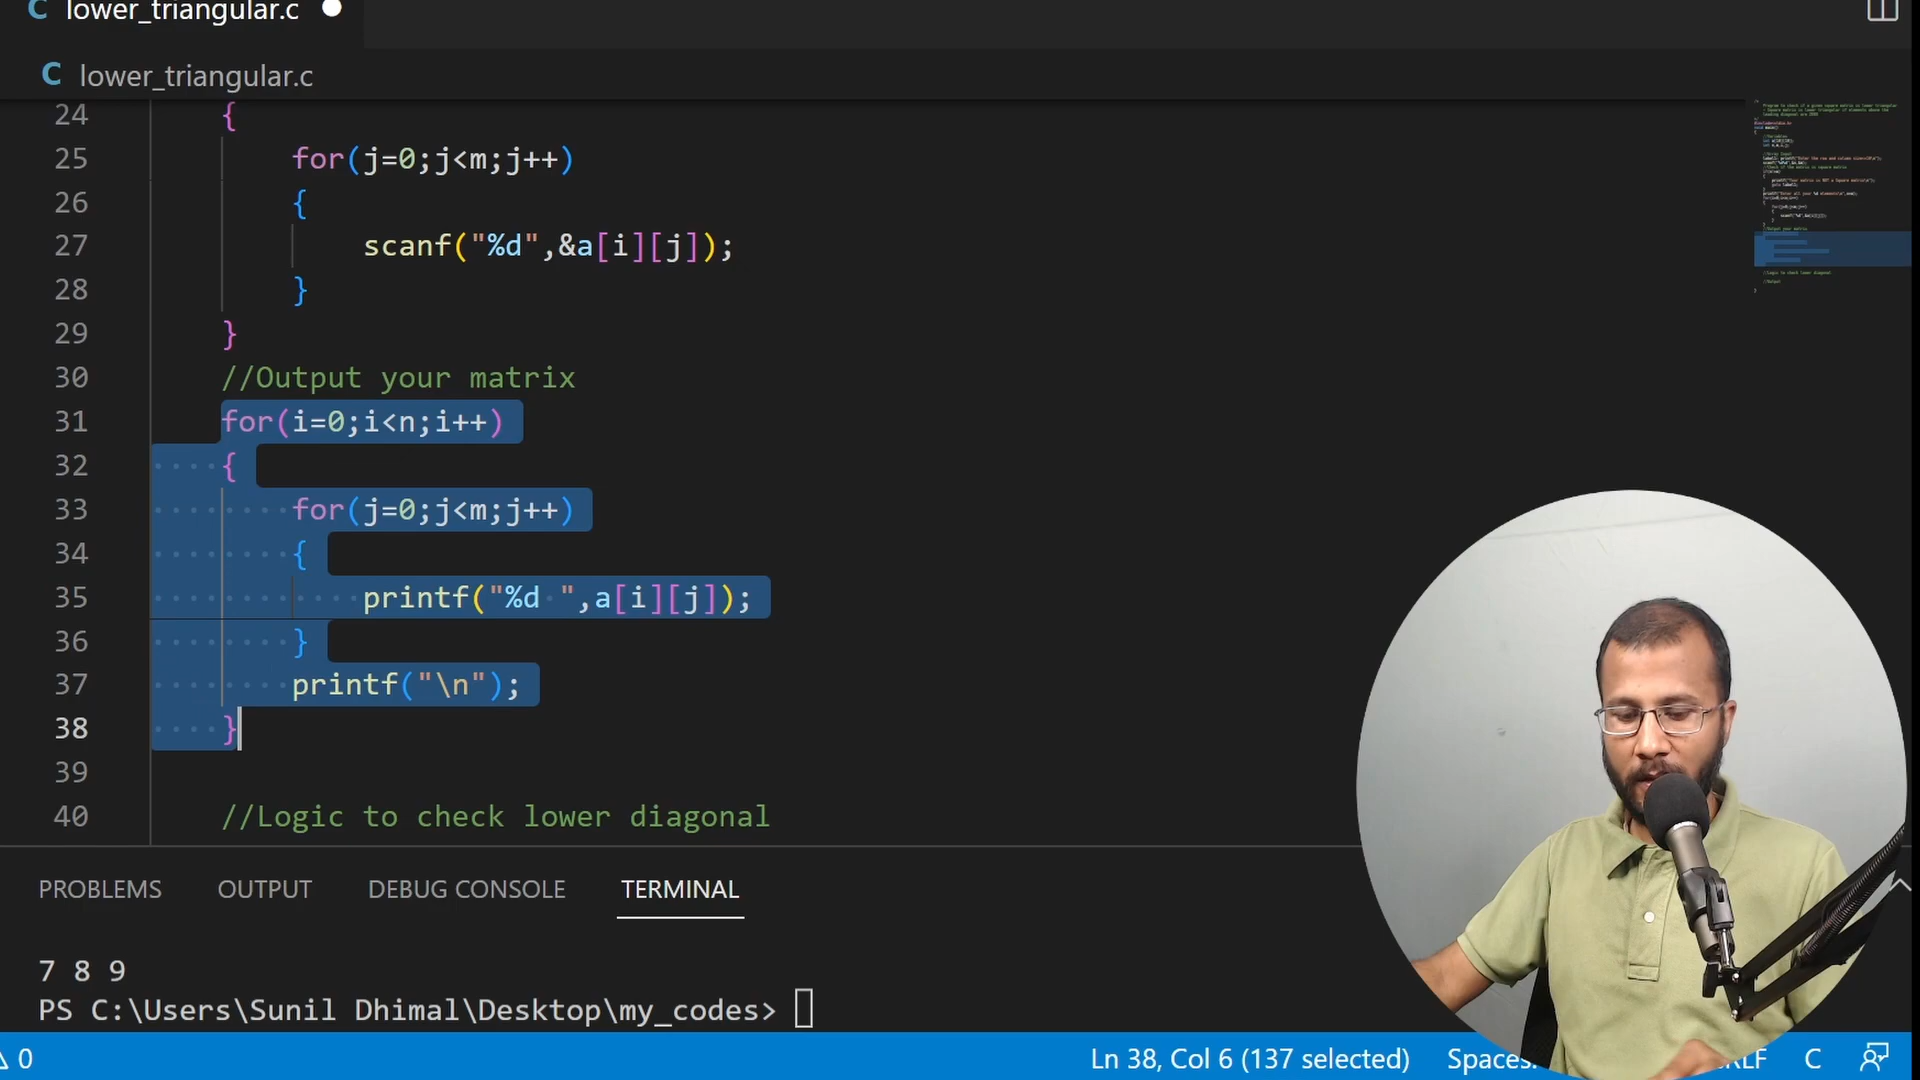 C lower_triangular.c
C lower_triangular.c
24 {
25 for(j=0;j<m;j++)
26 {
27 scanf("%d",&a[i][j]);
28 }
29 }
30 //Output your matrix
31 for(i=0;i<n;i++)
32 {
33 for(j=0;j<m;j++)
34 {
35 printf("%d ",a[i][j]);
36 }
37 printf("\n");
38 }
39
40 //Logic to check lower diagonal
PROBLEMS OUTPUT DEBUG CONSOLE TERMINAL
7 8 9
PS C:\Users\Sunil Dhimal\Desktop\my_codes>
0 Ln 38, Col 6 (137 selected) Spaces: C